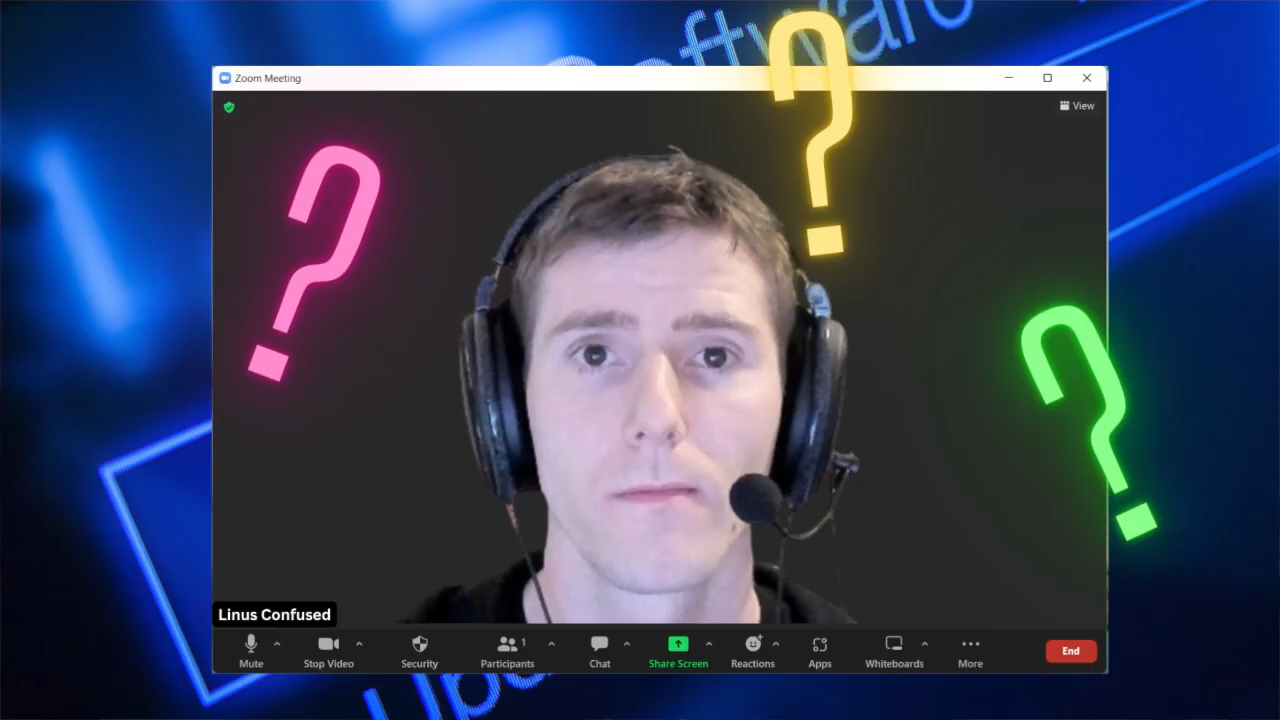 Software
Zoom Meeting
View
?
?
?
Linus Confused
1
Mute
Stop Video
Security
Participants
Chat
Share Screen
Reactions
Apps
Whiteboards
More
End